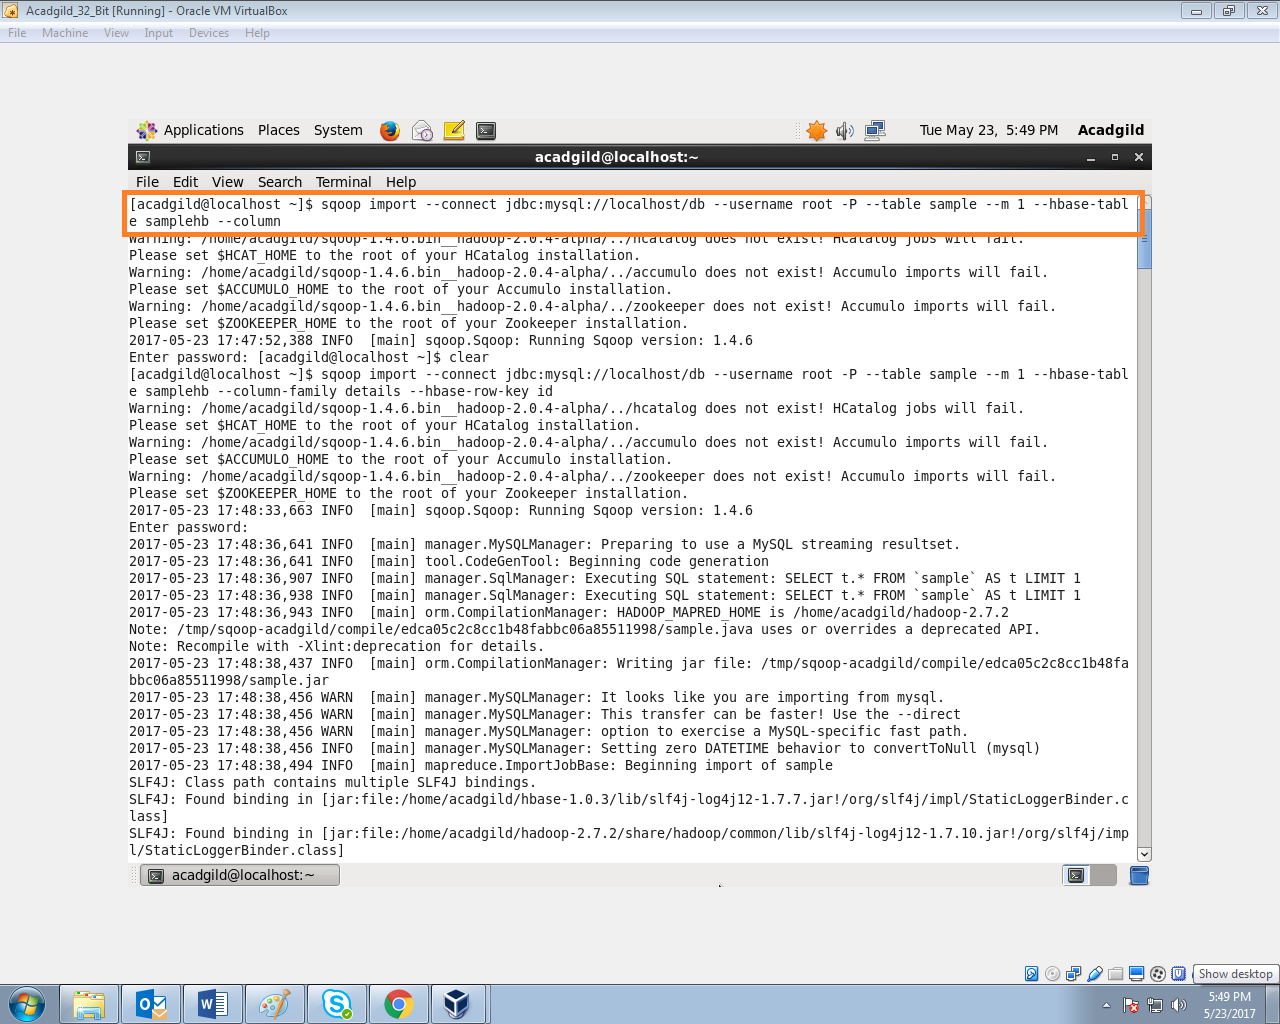 Acadgild_32_Bit [Running] - Oracle VM VirtualBox
File Machine View Input Devices Help
Applications Places System Tue May 23, 5:49 PM Acadgild
acadgild@localhost:~
File Edit View Search Terminal Help
[acadgild@localhost ~]$ sqoop import --connect jdbc:mysql://localhost/db --username root -P --table sample --m 1 --hbase-tabl
e samplehb --column
Warning: /home/acadgild/sqoop-1.4.6.bin__hadoop-2.0.4-alpha/../hcatalog does not exist! HCatalog jobs will fail.
Please set $HCAT_HOME to the root of your HCatalog installation.
Warning: /home/acadgild/sqoop-1.4.6.bin__hadoop-2.0.4-alpha/../accumulo does not exist! Accumulo imports will fail.
Please set $ACCUMULO_HOME to the root of your Accumulo installation.
Warning: /home/acadgild/sqoop-1.4.6.bin__hadoop-2.0.4-alpha/../zookeeper does not exist! Accumulo imports will fail.
Please set $ZOOKEEPER_HOME to the root of your Zookeeper installation.
2017-05-23 17:47:52,388 INFO  [main] sqoop.Sqoop: Running Sqoop version: 1.4.6
Enter password: [acadgild@localhost ~]$ clear
[acadgild@localhost ~]$ sqoop import --connect jdbc:mysql://localhost/db --username root -P --table sample --m 1 --hbase-tabl
e samplehb --column-family details --hbase-row-key id
Warning: /home/acadgild/sqoop-1.4.6.bin__hadoop-2.0.4-alpha/../hcatalog does not exist! HCatalog jobs will fail.
Please set $HCAT_HOME to the root of your HCatalog installation.
Warning: /home/acadgild/sqoop-1.4.6.bin__hadoop-2.0.4-alpha/../accumulo does not exist! Accumulo imports will fail.
Please set $ACCUMULO_HOME to the root of your Accumulo installation.
Warning: /home/acadgild/sqoop-1.4.6.bin__hadoop-2.0.4-alpha/../zookeeper does not exist! Accumulo imports will fail.
Please set $ZOOKEEPER_HOME to the root of your Zookeeper installation.
2017-05-23 17:48:33,663 INFO  [main] sqoop.Sqoop: Running Sqoop version: 1.4.6
Enter password:
2017-05-23 17:48:36,641 INFO  [main] manager.MySQLManager: Preparing to use a MySQL streaming resultset.
2017-05-23 17:48:36,641 INFO  [main] tool.CodeGenTool: Beginning code generation
2017-05-23 17:48:36,907 INFO  [main] manager.SqlManager: Executing SQL statement: SELECT t.* FROM `sample` AS t LIMIT 1
2017-05-23 17:48:36,938 INFO  [main] manager.SqlManager: Executing SQL statement: SELECT t.* FROM `sample` AS t LIMIT 1
2017-05-23 17:48:36,943 INFO  [main] orm.CompilationManager: HADOOP_MAPRED_HOME is /home/acadgild/hadoop-2.7.2
Note: /tmp/sqoop-acadgild/compile/edca05c2c8cc1b48fabbc06a85511998/sample.java uses or overrides a deprecated API.
Note: Recompile with -Xlint:deprecation for details.
2017-05-23 17:48:38,437 INFO  [main] orm.CompilationManager: Writing jar file: /tmp/sqoop-acadgild/compile/edca05c2c8cc1b48fa
bbc06a85511998/sample.jar
2017-05-23 17:48:38,456 WARN  [main] manager.MySQLManager: It looks like you are importing from mysql.
2017-05-23 17:48:38,456 WARN  [main] manager.MySQLManager: This transfer can be faster! Use the --direct
2017-05-23 17:48:38,456 WARN  [main] manager.MySQLManager: option to exercise a MySQL-specific fast path.
2017-05-23 17:48:38,456 INFO  [main] manager.MySQLManager: Setting zero DATETIME behavior to convertToNull (mysql)
2017-05-23 17:48:38,494 INFO  [main] mapreduce.ImportJobBase: Beginning import of sample
SLF4J: Class path contains multiple SLF4J bindings.
SLF4J: Found binding in [jar:file:/home/acadgild/hbase-1.0.3/lib/slf4j-log4j12-1.7.7.jar!/org/slf4j/impl/StaticLoggerBinder.c
lass]
SLF4J: Found binding in [jar:file:/home/acadgild/hadoop-2.7.2/share/hadoop/common/lib/slf4j-log4j12-1.7.10.jar!/org/slf4j/imp
l/StaticLoggerBinder.class]
acadgild@localhost:~
Show desktop
5:49 PM
5/23/2017